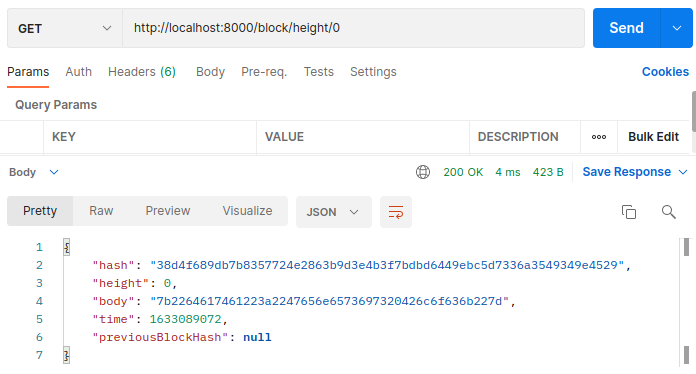 GET http://localhost:8000/block/height/0 Send
Params Auth Headers (6) Body Pre-req. Tests Settings Cookies
Query Params
KEY VALUE DESCRIPTION ooo Bulk Edit
Body 200 OK 4 ms 423 B Save Response
Pretty Raw Preview Visualize JSON
1 {
2 "hash": "38d4f689db7b8357724e2863b9d3e4b3f7bdbd6449ebc5d7336a3549349e4529",
3 "height": 0,
4 "body": "7b2264617461223a2247656e6573697320426c6f636b227d",
5 "time": 1633089072,
6 "previousBlockHash": null
7 }